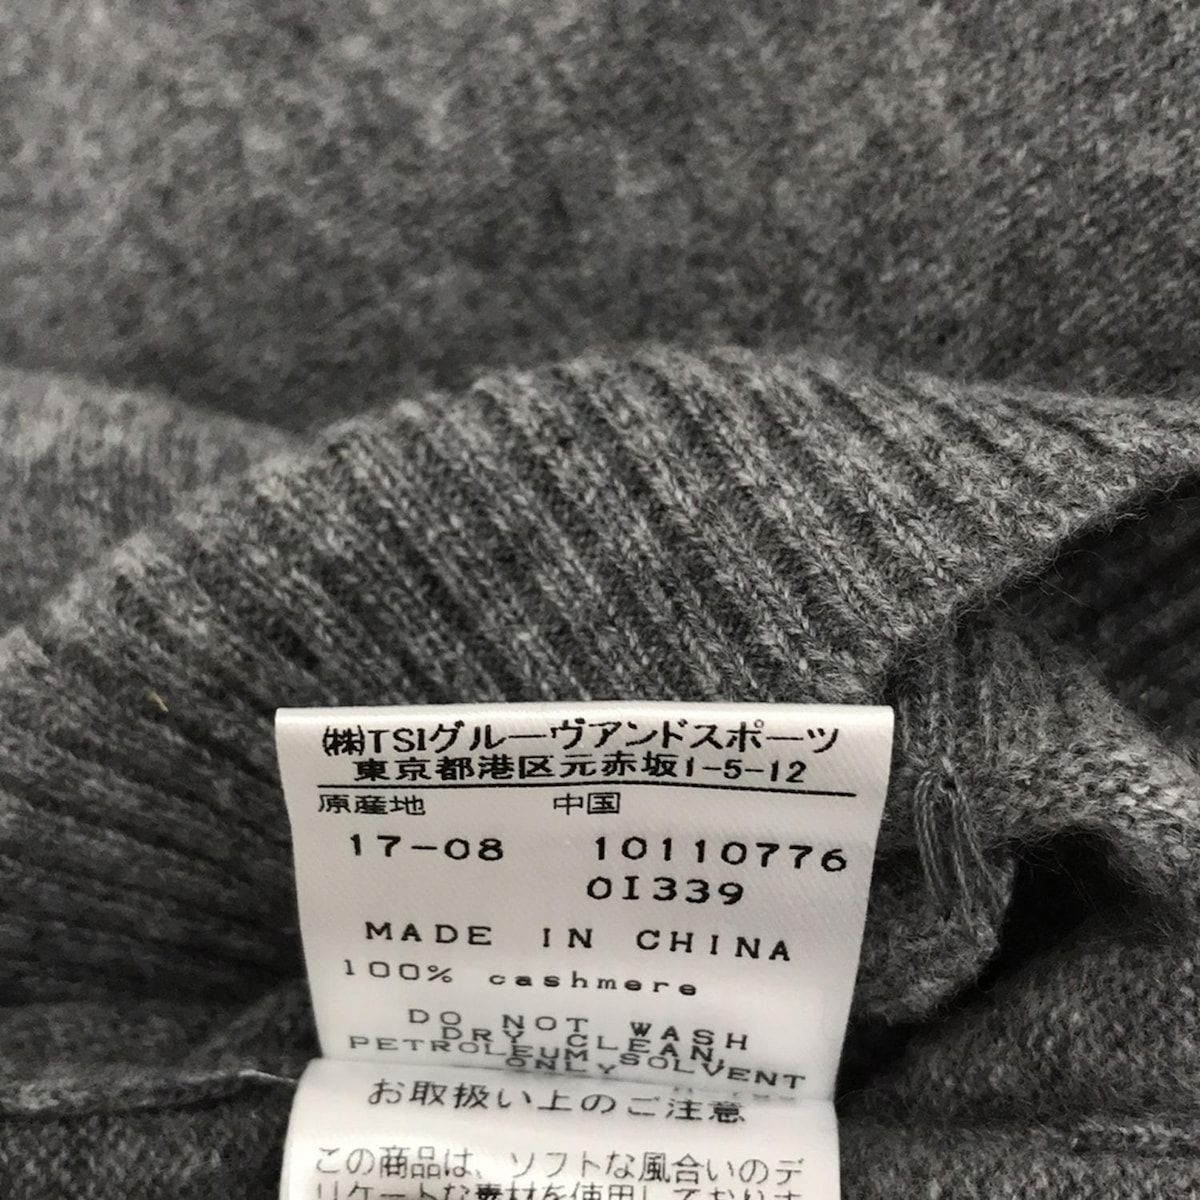 ㈱TSIグルーヴアンドスポーツ
東京都港区元赤坂1-5-12
原産地 中国
17-08 10110776
01339
MADE IN CHINA
100% cashmere
DO NOT WASH
DRY CLEAN,
PETROLEUM SOLVENT
ONLY
お取扱い上のご注意
この商品は、ソフトな風合いのデ
リケートな素材を使用しておりま